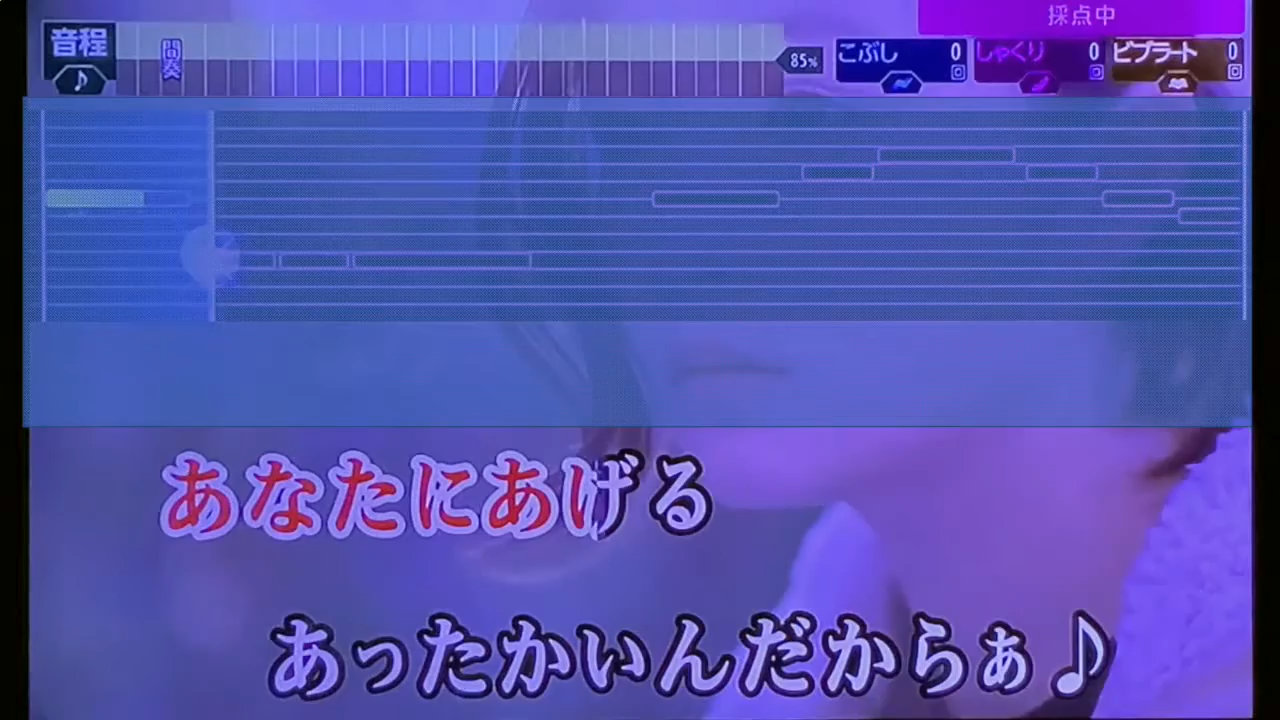 採点中
音程
♪
間奏
85%
こぶし 0
しゃくり 0
ビブラート 0
あなたにあげる
あったかいんだからぁ♪